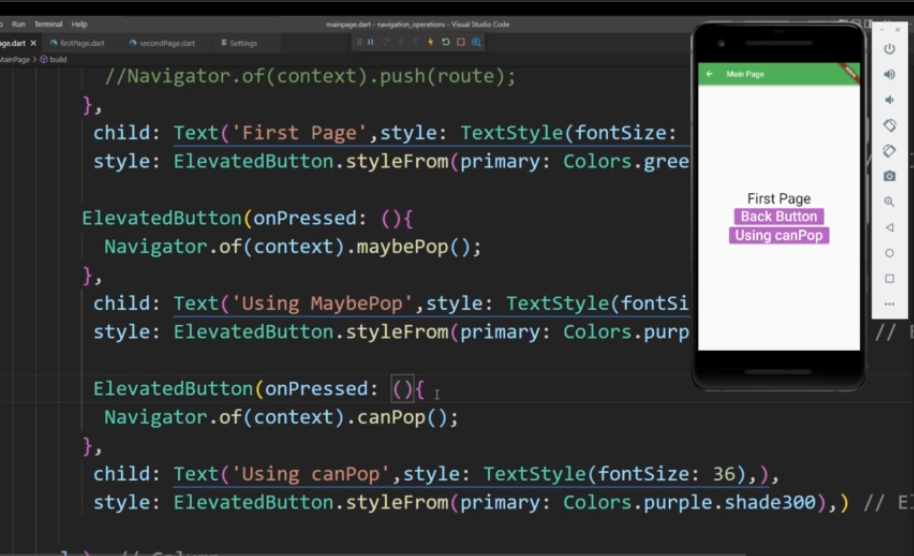 Run Terminal Help
mainpage.dart - navigation_operations - Visual Studio Code
page.dart firstPage.dart secondPage.dart Settings
MainPage > build
//Navigator.of(context).push(route);
},
child: Text('First Page',style: TextStyle(fontSize:
style: ElevatedButton.styleFrom(primary: Colors.gree
ElevatedButton(onPressed: (){
Navigator.of(context).maybePop();
},
child: Text('Using MaybePop',style: TextStyle(fontSi
style: ElevatedButton.styleFrom(primary: Colors.purp
// E
ElevatedButton(onPressed: (){
Navigator.of(context).canPop();
},
child: Text('Using canPop',style: TextStyle(fontSize: 36),),
style: ElevatedButton.styleFrom(primary: Colors.purple.shade300),) // El
Main Page
First Page
Back Button
Using canPop